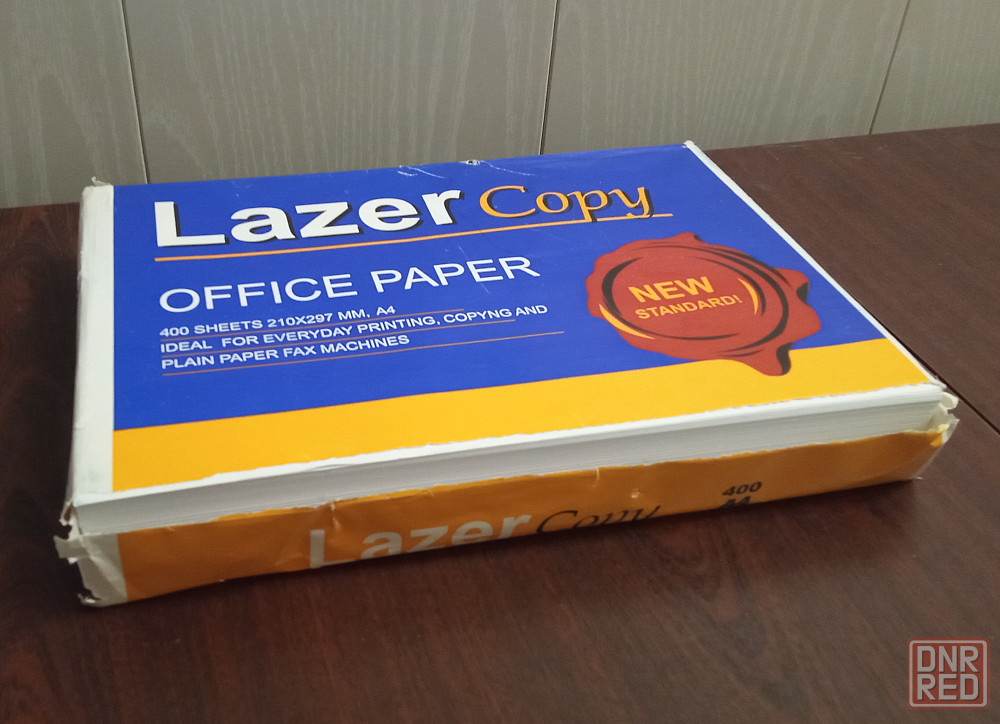 Lazer Copy
OFFICE PAPER
400 SHEETS 210X297 MM, A4
IDEAL FOR EVERYDAY PRINTING, COPYNG AND
PLAIN PAPER FAX MACHINES
NEW
STANDARD!
Lazer Copy
400
A4
DNR
RED